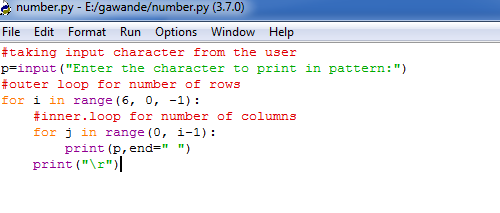 number.py - E:/gawande/number.py (3.7.0)
File Edit Format Run Options Window Help
#taking input character from the user
p=input("Enter the character to print in pattern:")
#outer loop for number of rows
for i in range(6, 0, -1):
    #inner.loop for number of columns
    for j in range(0, i-1):
        print(p,end=" ")
    print("\r")